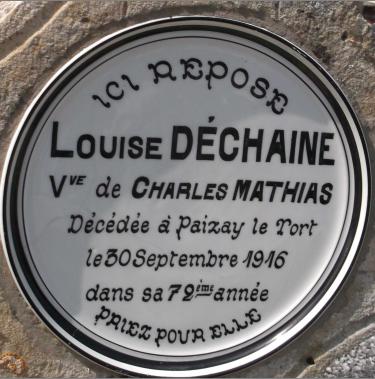 ICI REPOSE
LOUISE DÉCHAINE
Vve de CHARLES MATHIAS
Décédée à Paizay le Tort
le 30 Septembre 1916
dans sa 72ème année
PRIEZ POUR ELLE